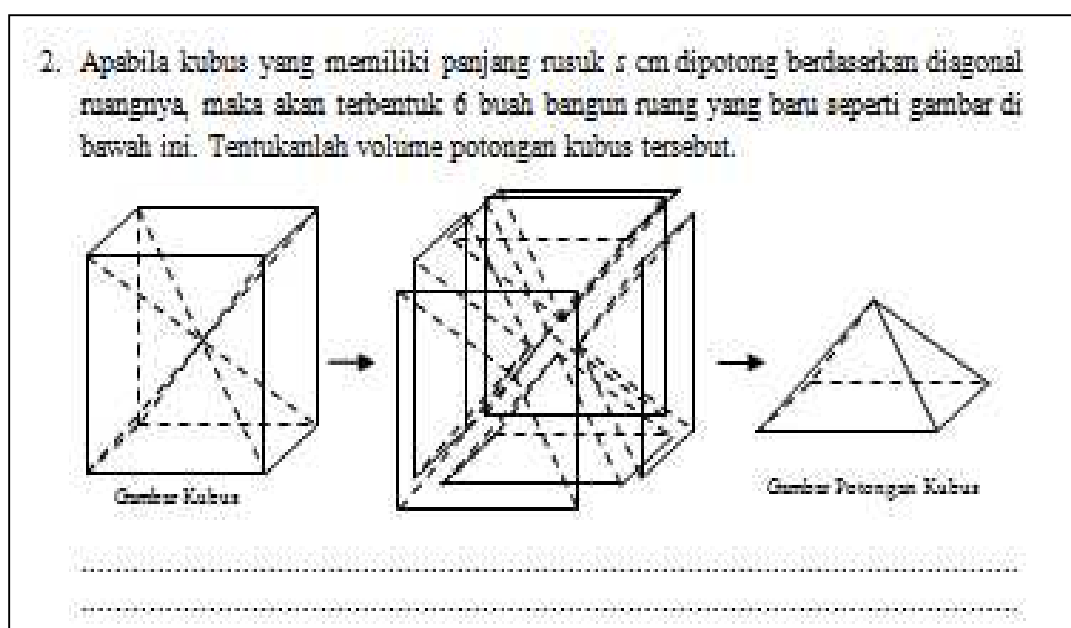 2. Apabila kubus yang memiliki panjang rusuk s cm dipotong berdasarkan diagonal
ruangnya, maka akan terbentuk 6 buah bangun ruang yang baru seperti gambar di
bawah ini. Tentukanlah volume potongan kubus tersebut.
Gambar Kubus
Gambar Potongan Kubus